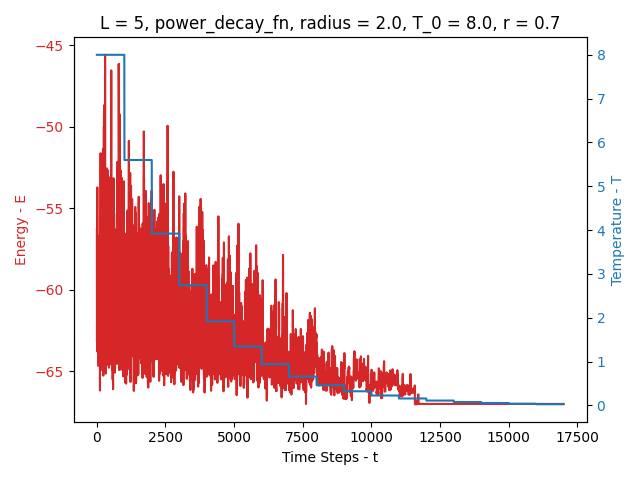 L = 5, power_decay_fn, radius = 2.0, T_0 = 8.0, r = 0.7
Energy - E
−45
−50
−55
−60
−65
8
7
6
5
4
3
2
1
0
Temperature - T
0 2500 5000 7500 10000 12500 15000 17500
Time Steps - t